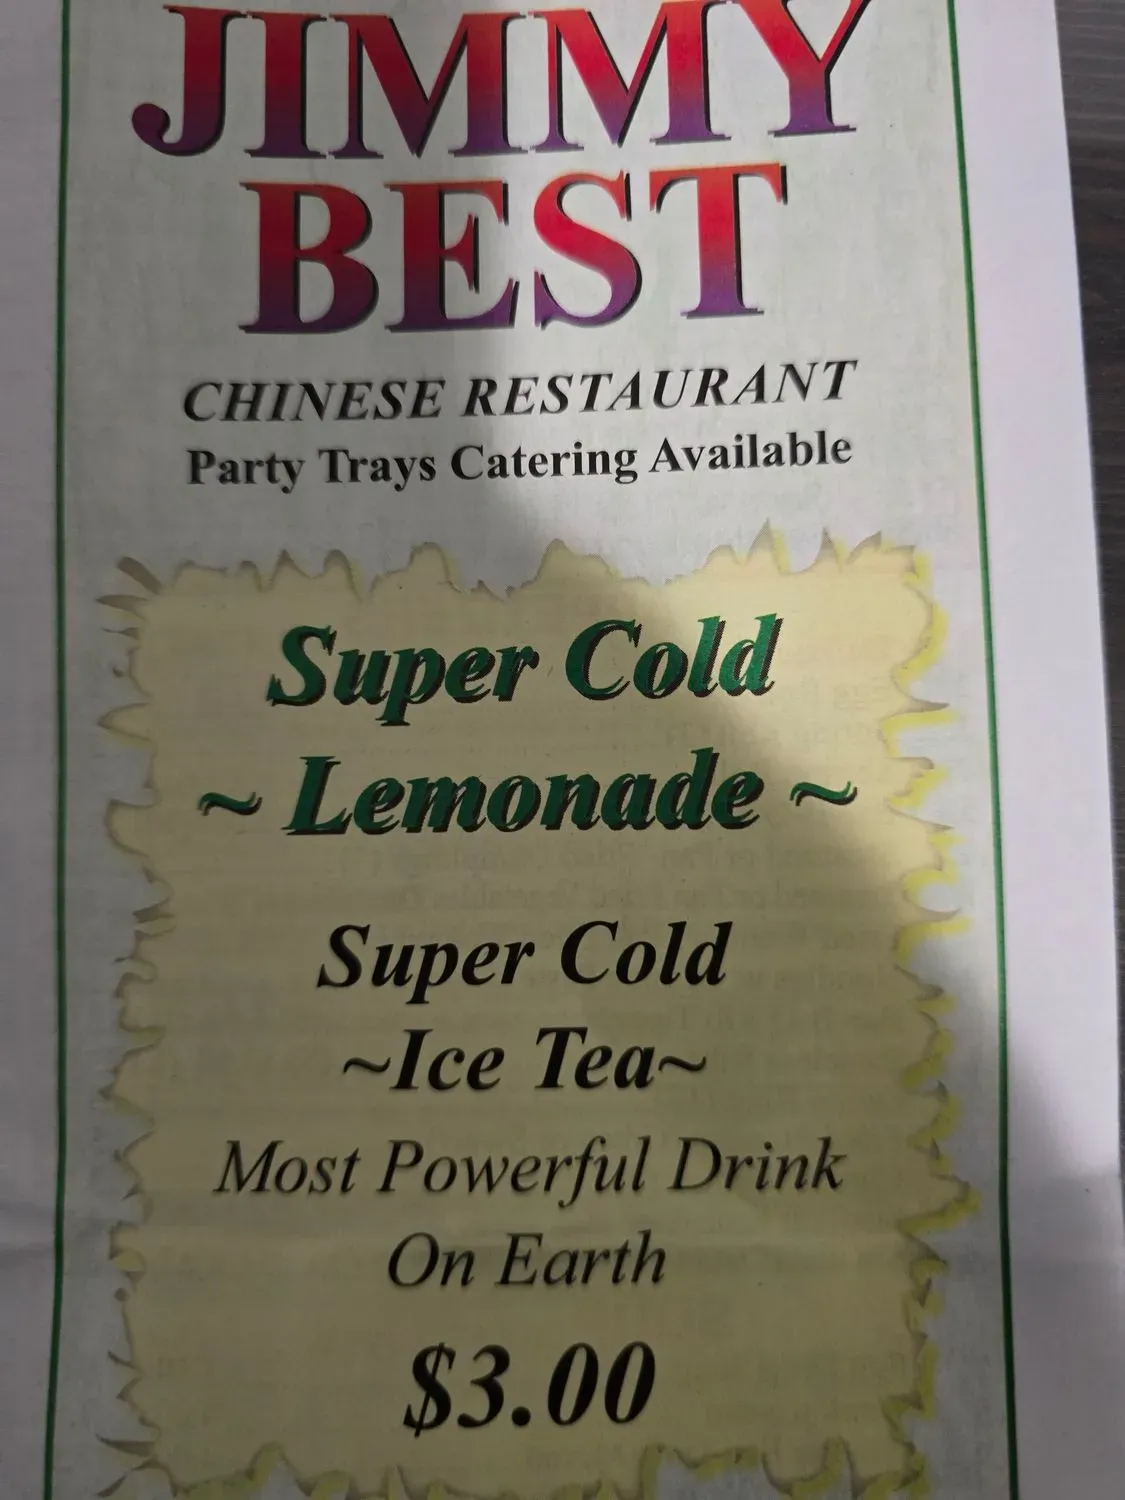 JIMMY
BEST
CHINESE RESTAURANT
Party Trays Catering Available
Super Cold
~ Lemonade ~
Super Cold
~Ice Tea~
Most Powerful Drink
On Earth
$3.00